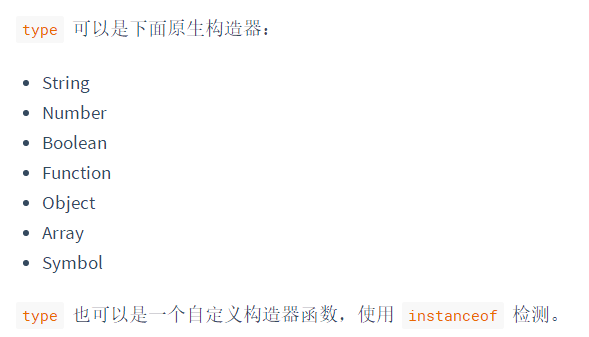 type 可以是下面原生构造器：
String
Number
Boolean
Function
Object
Array
Symbol
type 也可以是一个自定义构造器函数，使用 instanceof 检测。